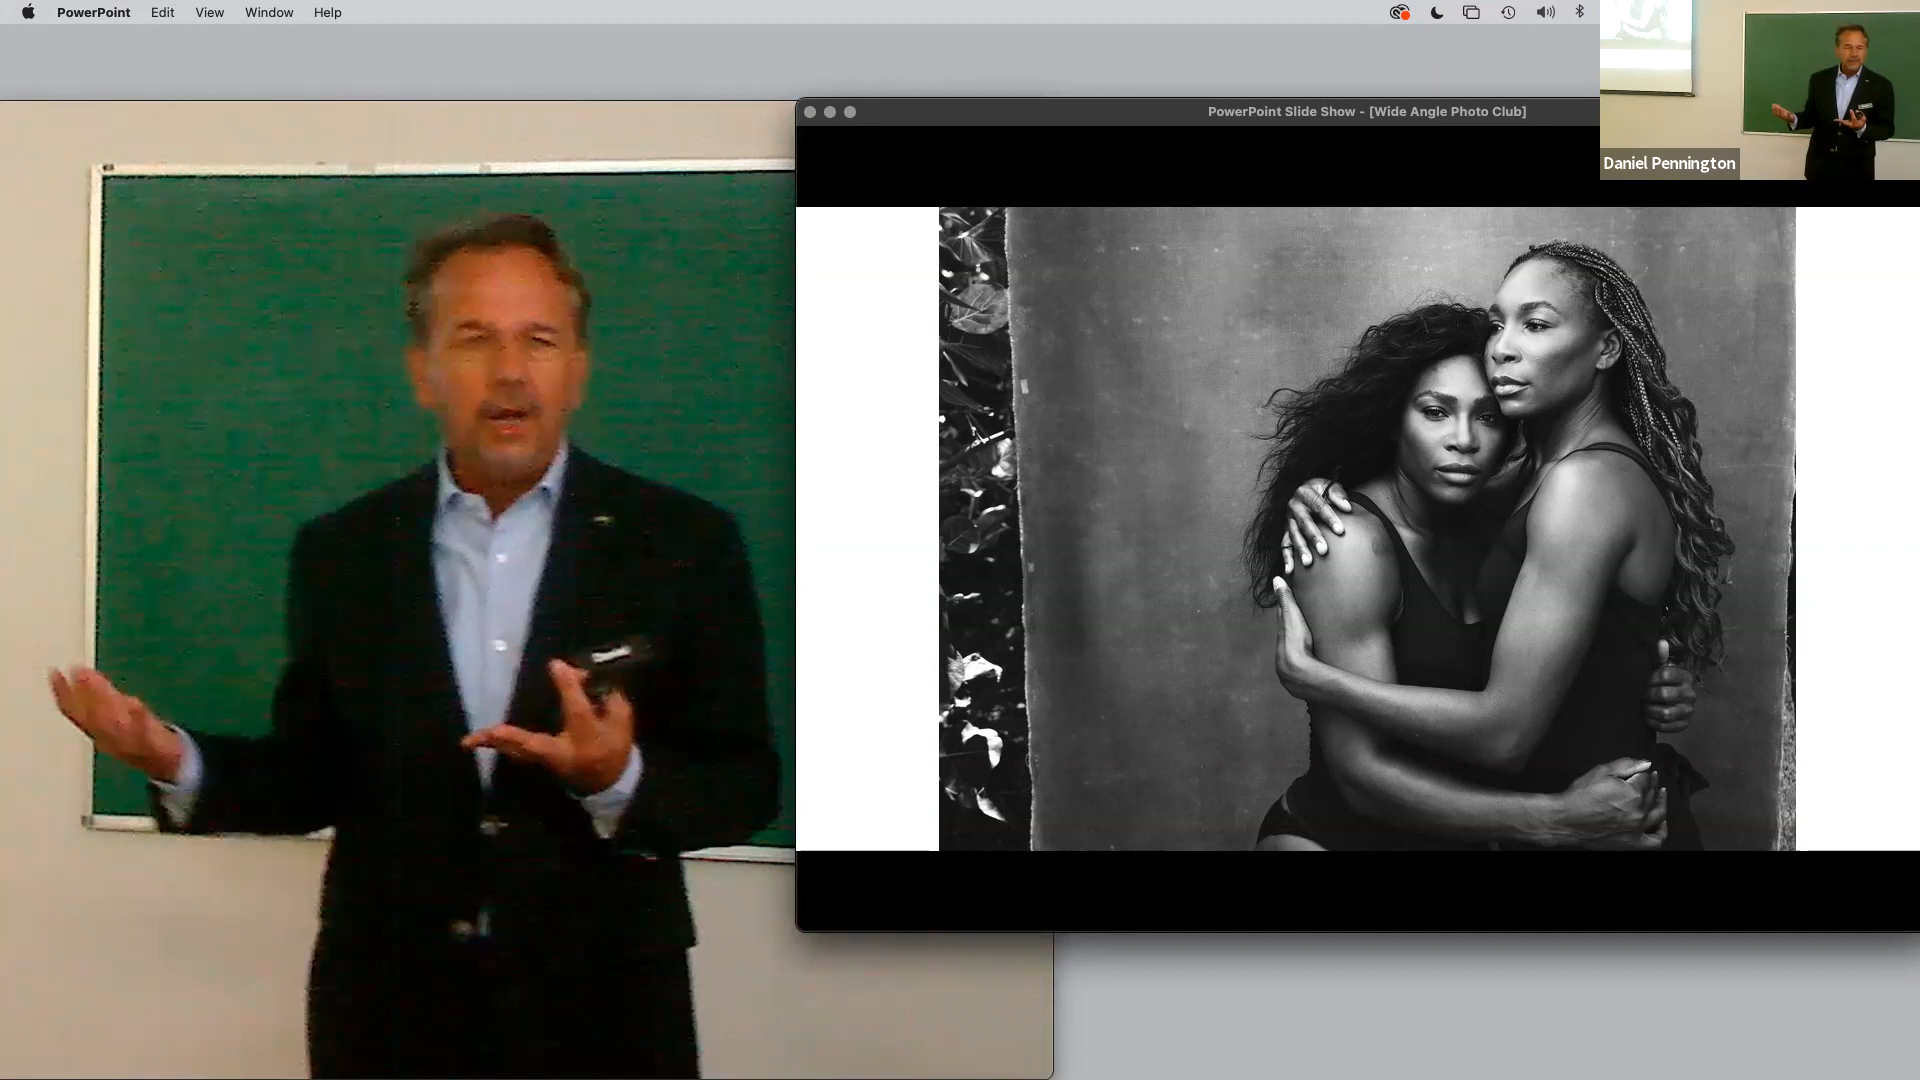 PowerPoint Edit View Window Help
PowerPoint Slide Show - [Wide Angle Photo Club]
Daniel Pennington